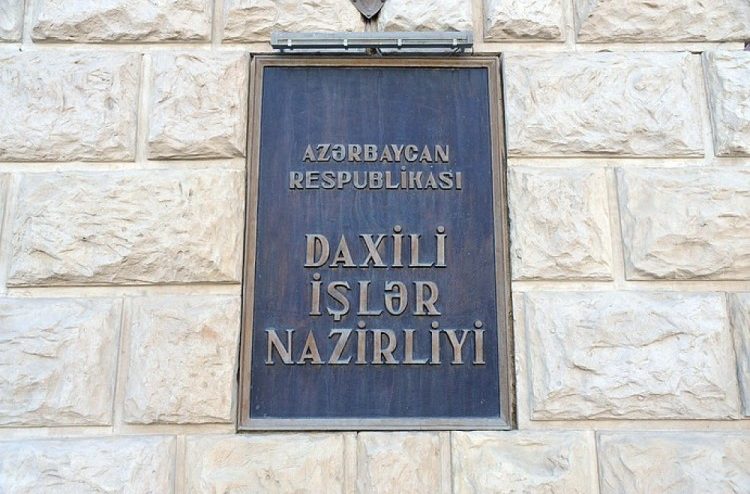 AZƏRBAYCAN
RESPUBLİKASI
DAXİLİ
İŞLƏR
NAZİRLİYİ